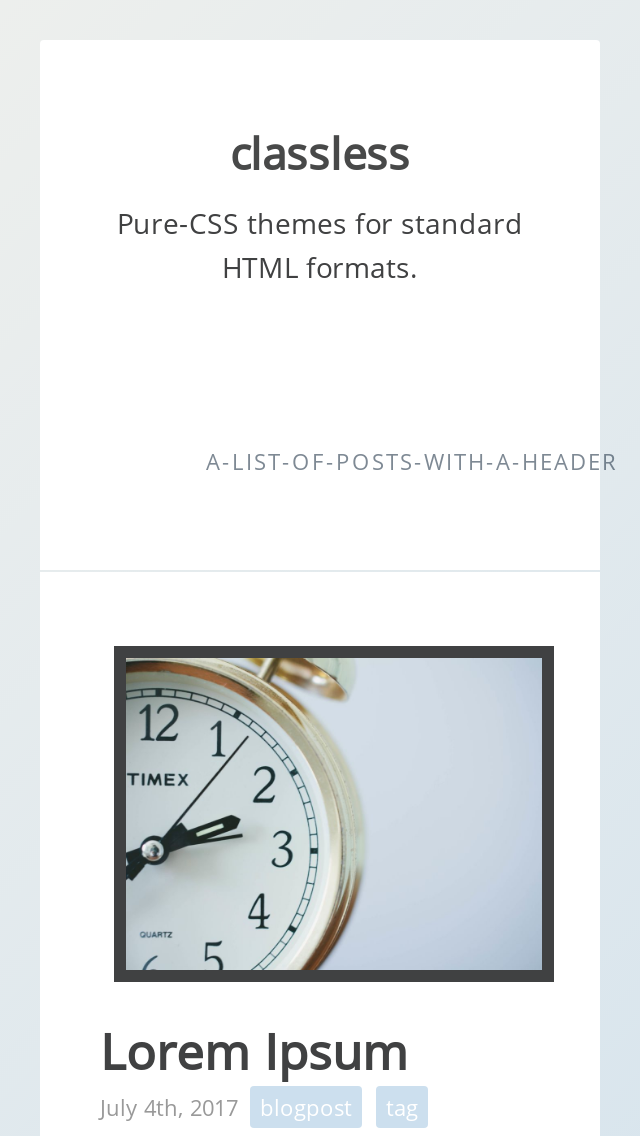 classless
Pure-CSS themes for standard
HTML formats.
A-LIST-OF-POSTS-WITH-A-HEADER
12
1
TIMEX
2
3
4
QUARTZ
5
6
Lorem Ipsum
July 4th, 2017 blogpost tag